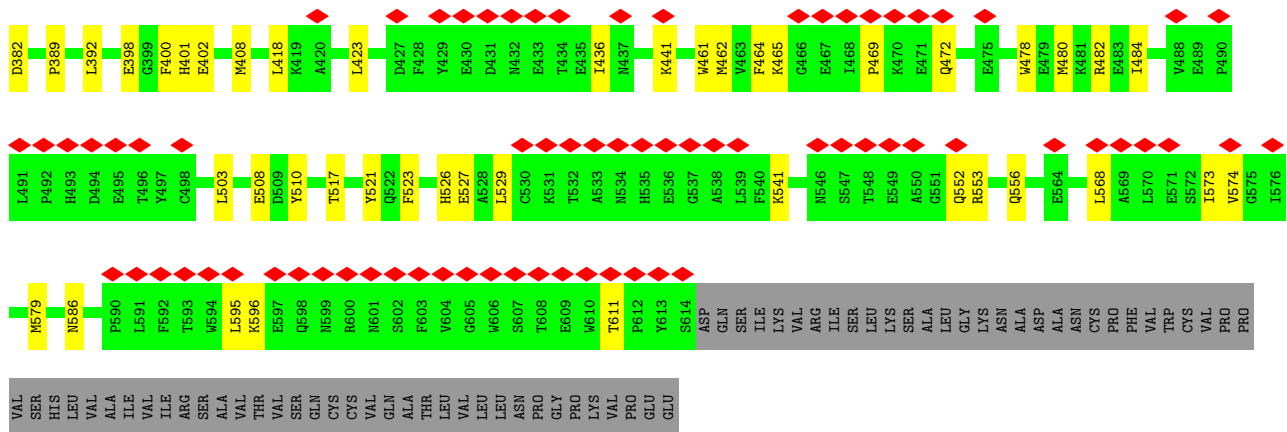 D382 P389 L392 E398 G399 F400 H401 E402 M408 L418 K419 A420 L423 D427 F428 Y429 E430 D431 N432 E433 T434 E435 I436 N437 K441 W461 M462 V463 F464 K465 G466 E467 I468 P469 K470 E471 Q472 E475 W478 E479 M480 K481 R482 E483 I484 V488 E489 P490
L491 P492 H493 D494 E495 T496 Y497 C498 L503 E508 D509 Y510 T517 Y521 Q522 F523 H526 E527 A528 L529 C530 K531 T532 A533 N534 H535 E536 G537 A538 L539 F540 K541 N546 S547 T548 E549 A550 G551 Q552 R553 Q556 E564 L568 A569 L570 E571 S572 I573 V574 G575 I576
M579 N586 P590 L591 F592 T593 W594 L595 K596 E597 Q598 N599 R600 N601 S602 F603 V604 G605 W606 S607 T608 E609 W610 T611 P612 Y613 S614 ASP GLN SER ILE LYS VAL ARG ILE SER LEU LYS SER ALA LEU GLY LYS ASN ALA ASP ALA ASN CYS PRO PHE VAL TRP CYS VAL PRO PRO
VAL SER HIS LEU VAL ALA ILE VAL ILE ARG SER ALA VAL THR VAL SER GLN CYS CYS VAL GLN ALA THR LEU VAL LEU LEU ASN PRO GLY PRO LYS VAL PRO GLU GLU